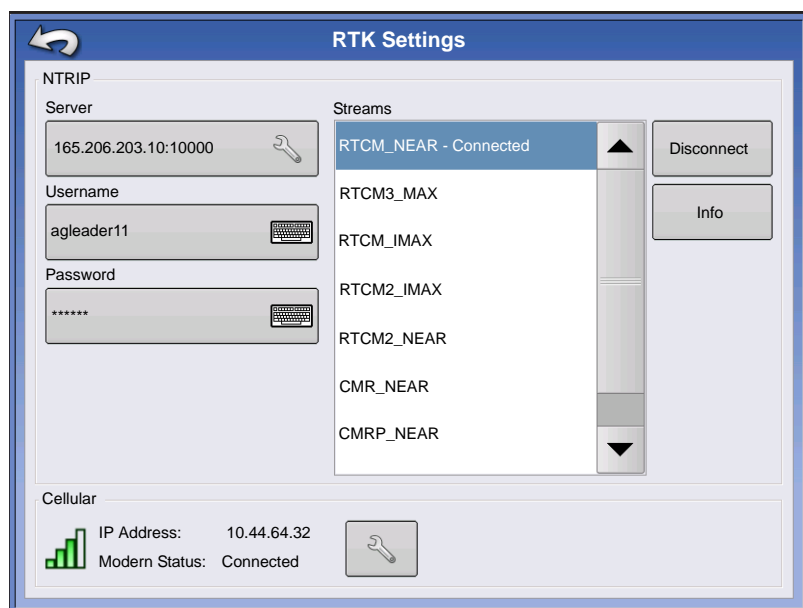 RTK Settings
NTRIP
Server
165.206.203.10:10000
Username
agleader11
Password
******
Streams
RTCM_NEAR - Connected
RTCM3_MAX
RTCM_IMAX
RTCM2_IMAX
RTCM2_NEAR
CMR_NEAR
CMRP_NEAR
Disconnect
Info
Cellular
IP Address: 10.44.64.32
Modern Status: Connected